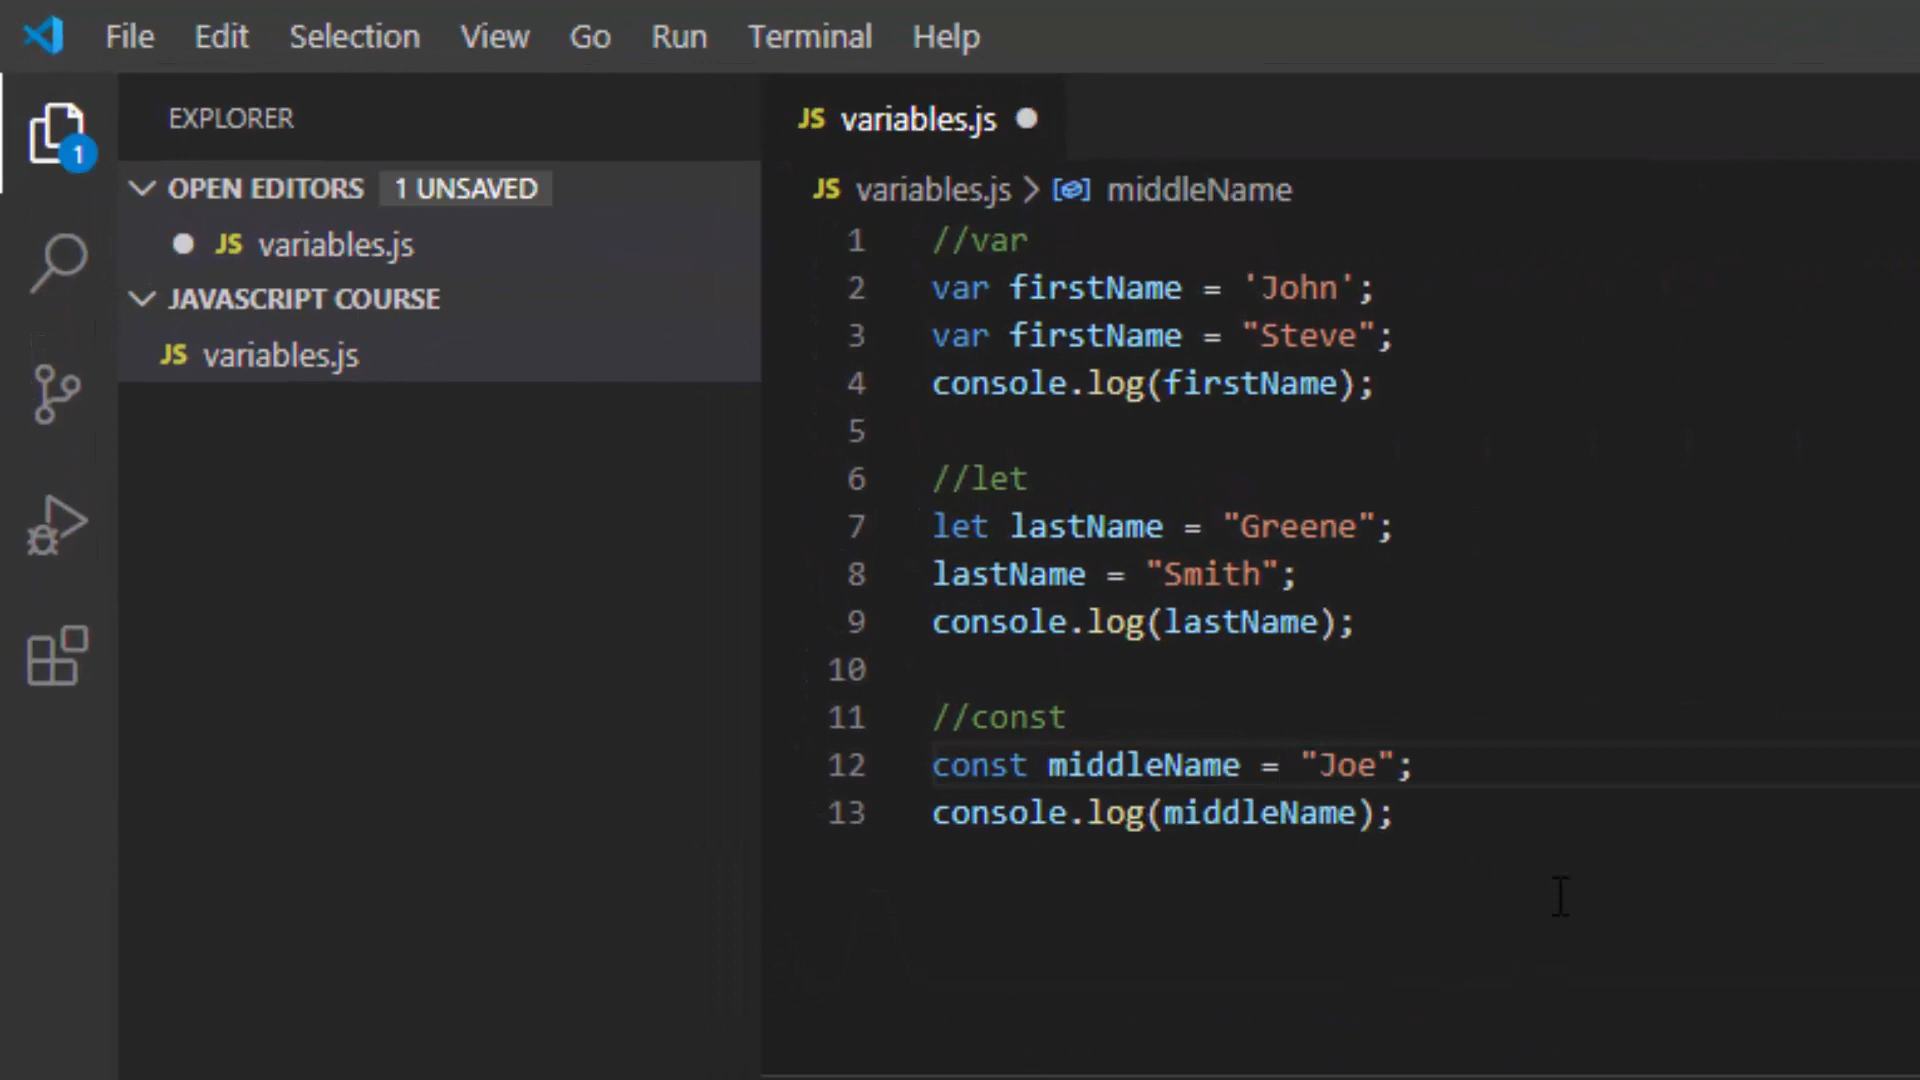 File Edit Selection View Go Run Terminal Help
EXPLORER
1
OPEN EDITORS 1 UNSAVED
JS variables.js
JAVASCRIPT COURSE
JS variables.js
JS variables.js
JS variables.js > middleName
1 //var
2 var firstName = 'John';
3 var firstName = "Steve";
4 console.log(firstName);
5
6 //let
7 let lastName = "Greene";
8 lastName = "Smith";
9 console.log(lastName);
10
11 //const
12 const middleName = "Joe";
13 console.log(middleName);